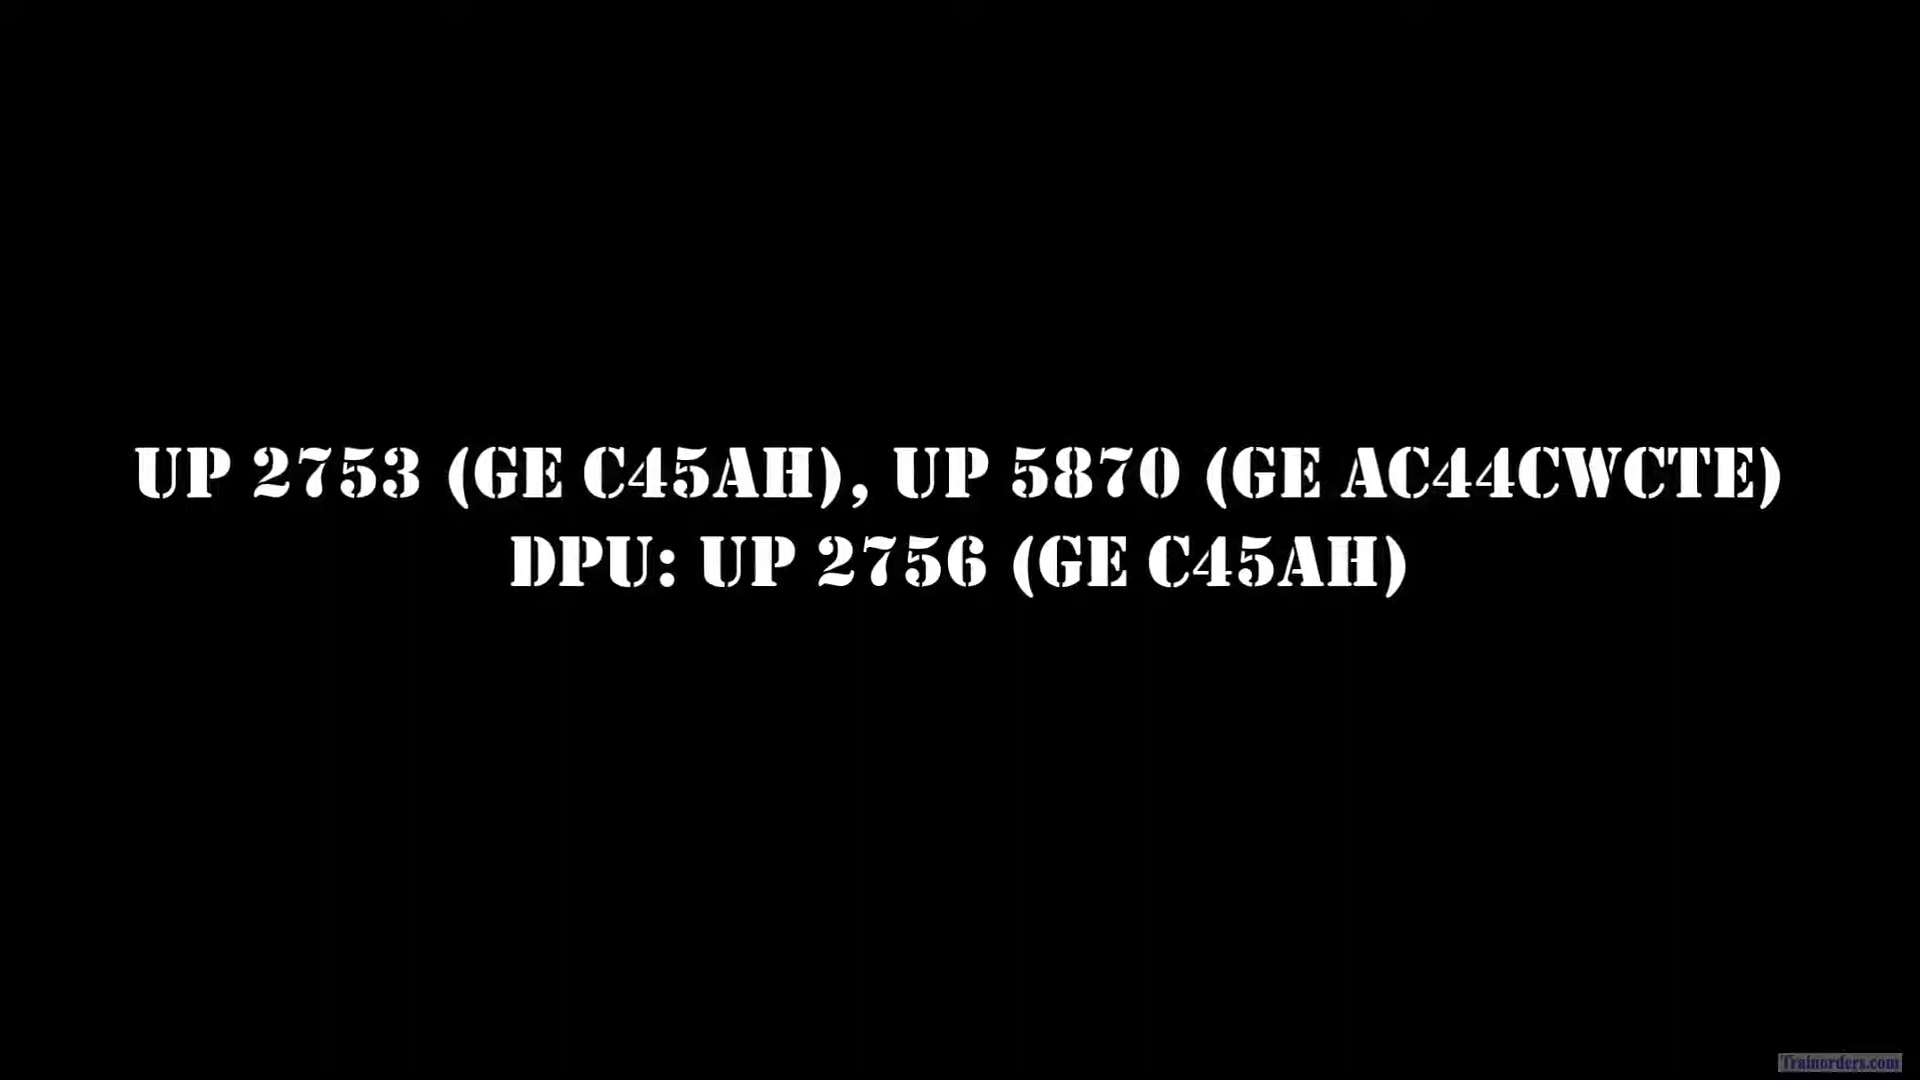 UP 2753 (GE C45AH), UP 5870 (GE AC44CWCTE)
DPU: UP 2756 (GE C45AH)
Trainorders.com